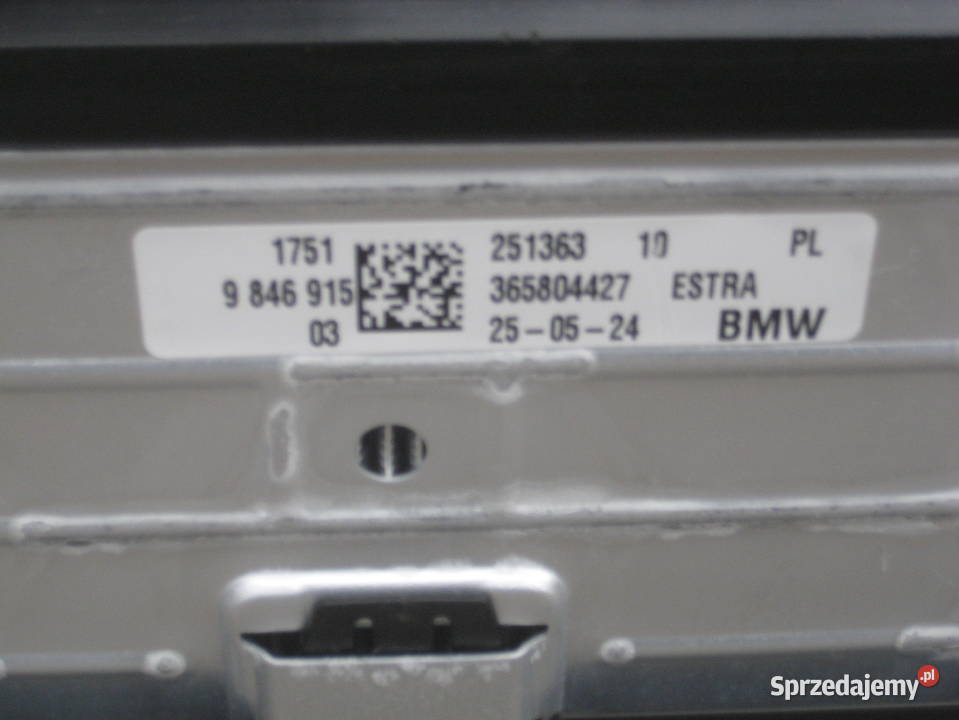 1751 251363 10 PL
9 846 915 365804427 ESTRA
03 25-05-24 BMW
Sprzedajemy.pl